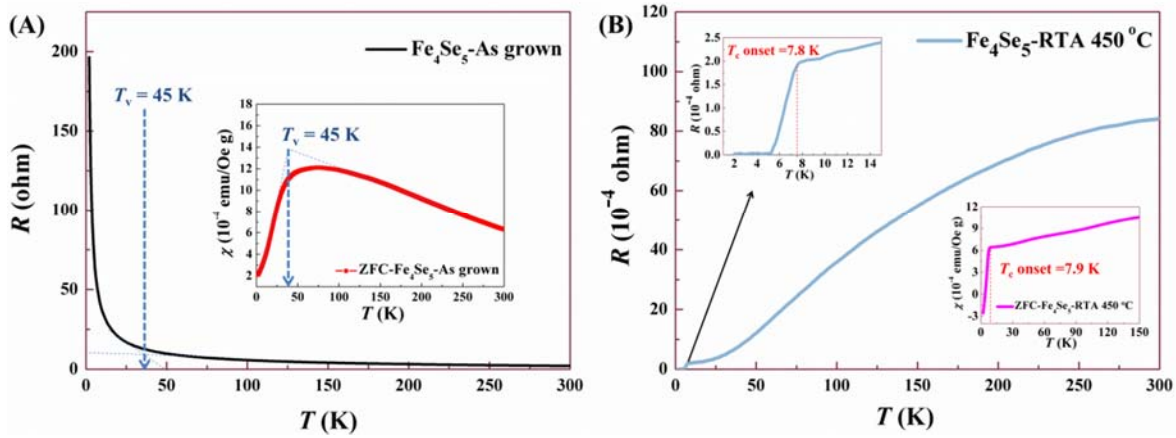 (A)
Fe₄Se₅-As grown
Tᵥ = 45 K
R (ohm)
200
150
100
75
50
25
0
0 50 100 150 200 250 300
T (K)
Tᵥ = 45 K
χ (10⁻⁴ emu/Oe g)
18
16
14
12
10
8
6
4
2
ZFC-Fe₄Se₅-As grown
0 50 100 150 200 250 300
T (K)
(B)
Fe₄Se₅-RTA 450 °C
R (10⁻⁴ ohm)
120
100
80
60
40
20
0
0 50 100 150 200 250 300
T (K)
T꜀ onset=7.8 K
R (10⁻⁴ ohm)
2.5
2.0
1.5
1.0
0.5
0.0
0 2 4 6 8 10 12 14
T (K)
T꜀ onset =7.9 K
χ (10⁻⁴ emu/Oe g)
12
9
6
3
0
-3
ZFC-Fe₄Se₅-RTA 450 °C
0 30 60 90 120 150
T (K)